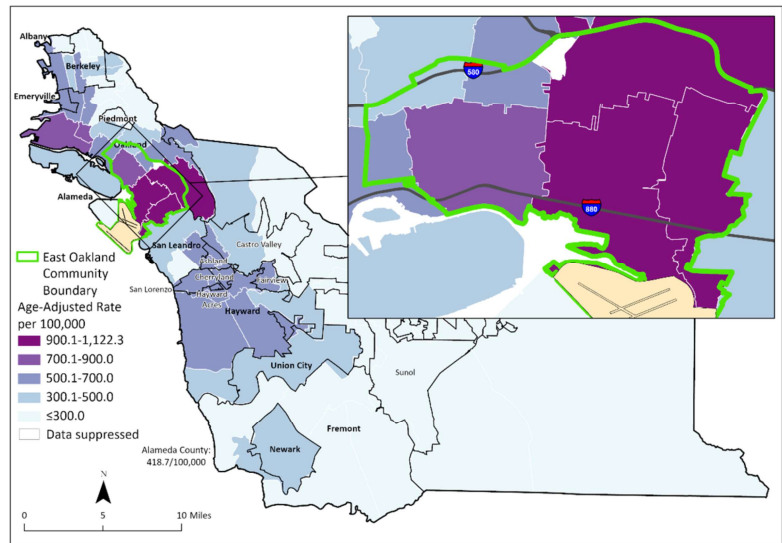 Albany
Berkeley
Emeryville
Piedmont
Oakland
Alameda
San Leandro
Castro Valley
Ashland
Cherryland
Fairview
San Lorenzo
Hayward
Acres
Hayward
Union City
Sunol
Fremont
Newark
580
880
East Oakland
Community
Boundary
Age-Adjusted Rate
per 100,000
900.1-1,122.3
700.1-900.0
500.1-700.0
300.1-500.0
≤300.0
Data suppressed
Alameda County:
418.7/100,000
N
0 5 10 Miles